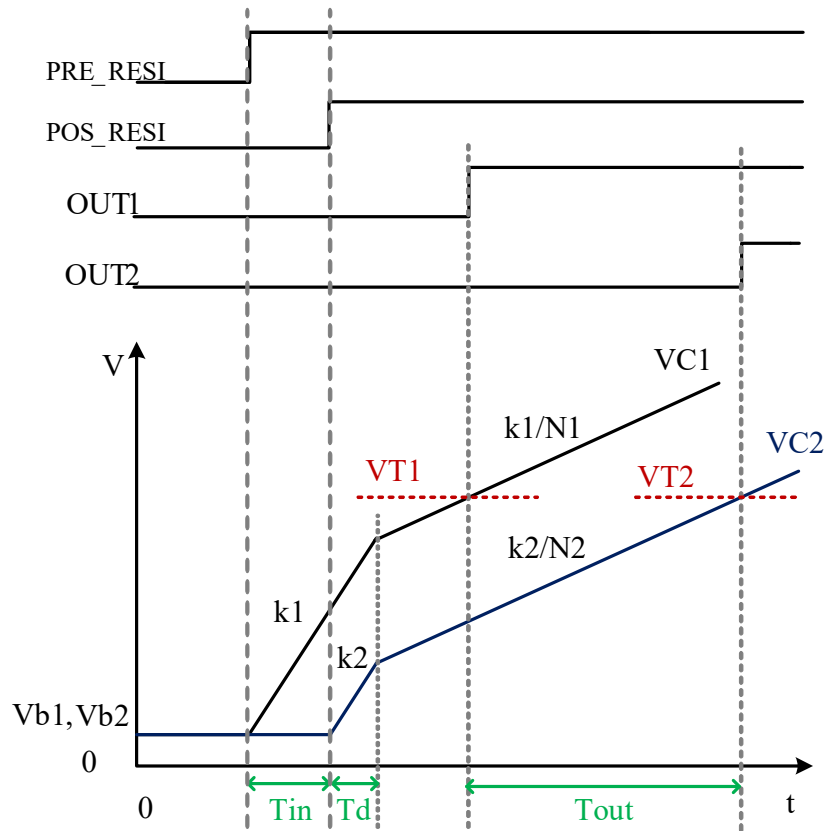 PRE_RESI
POS_RESI
OUT1
OUT2
V
VC1
k1/N1
VC2
VT1
VT2
k2/N2
k1
k2
Vb1,Vb2
0
0
Tin
Td
Tout
t